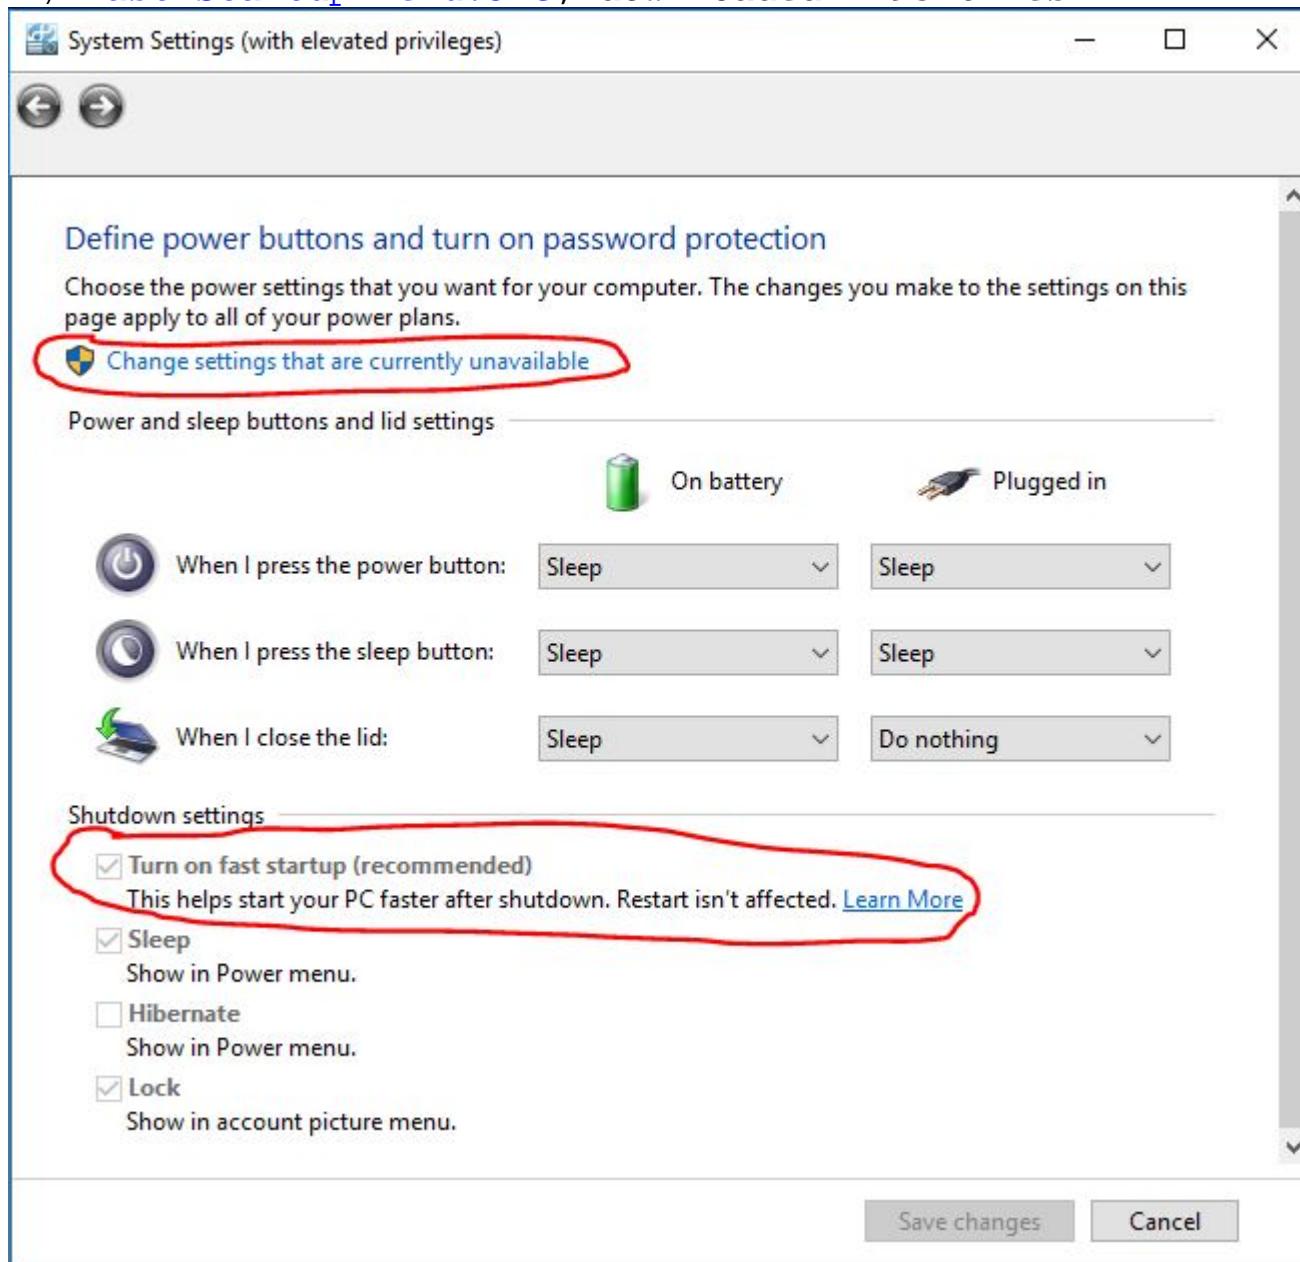 System Settings (with elevated privileges)
Define power buttons and turn on password protection
Choose the power settings that you want for your computer. The changes you make to the settings on this
page apply to all of your power plans.
Change settings that are currently unavailable
Power and sleep buttons and lid settings
On battery Plugged in
When I press the power button: Sleep Sleep
When I press the sleep button: Sleep Sleep
When I close the lid: Sleep Do nothing
Shutdown settings
Turn on fast startup (recommended)
This helps start your PC faster after shutdown. Restart isn't affected. Learn More
Sleep
Show in Power menu.
Hibernate
Show in Power menu.
Lock
Show in account picture menu.
Save changes Cancel